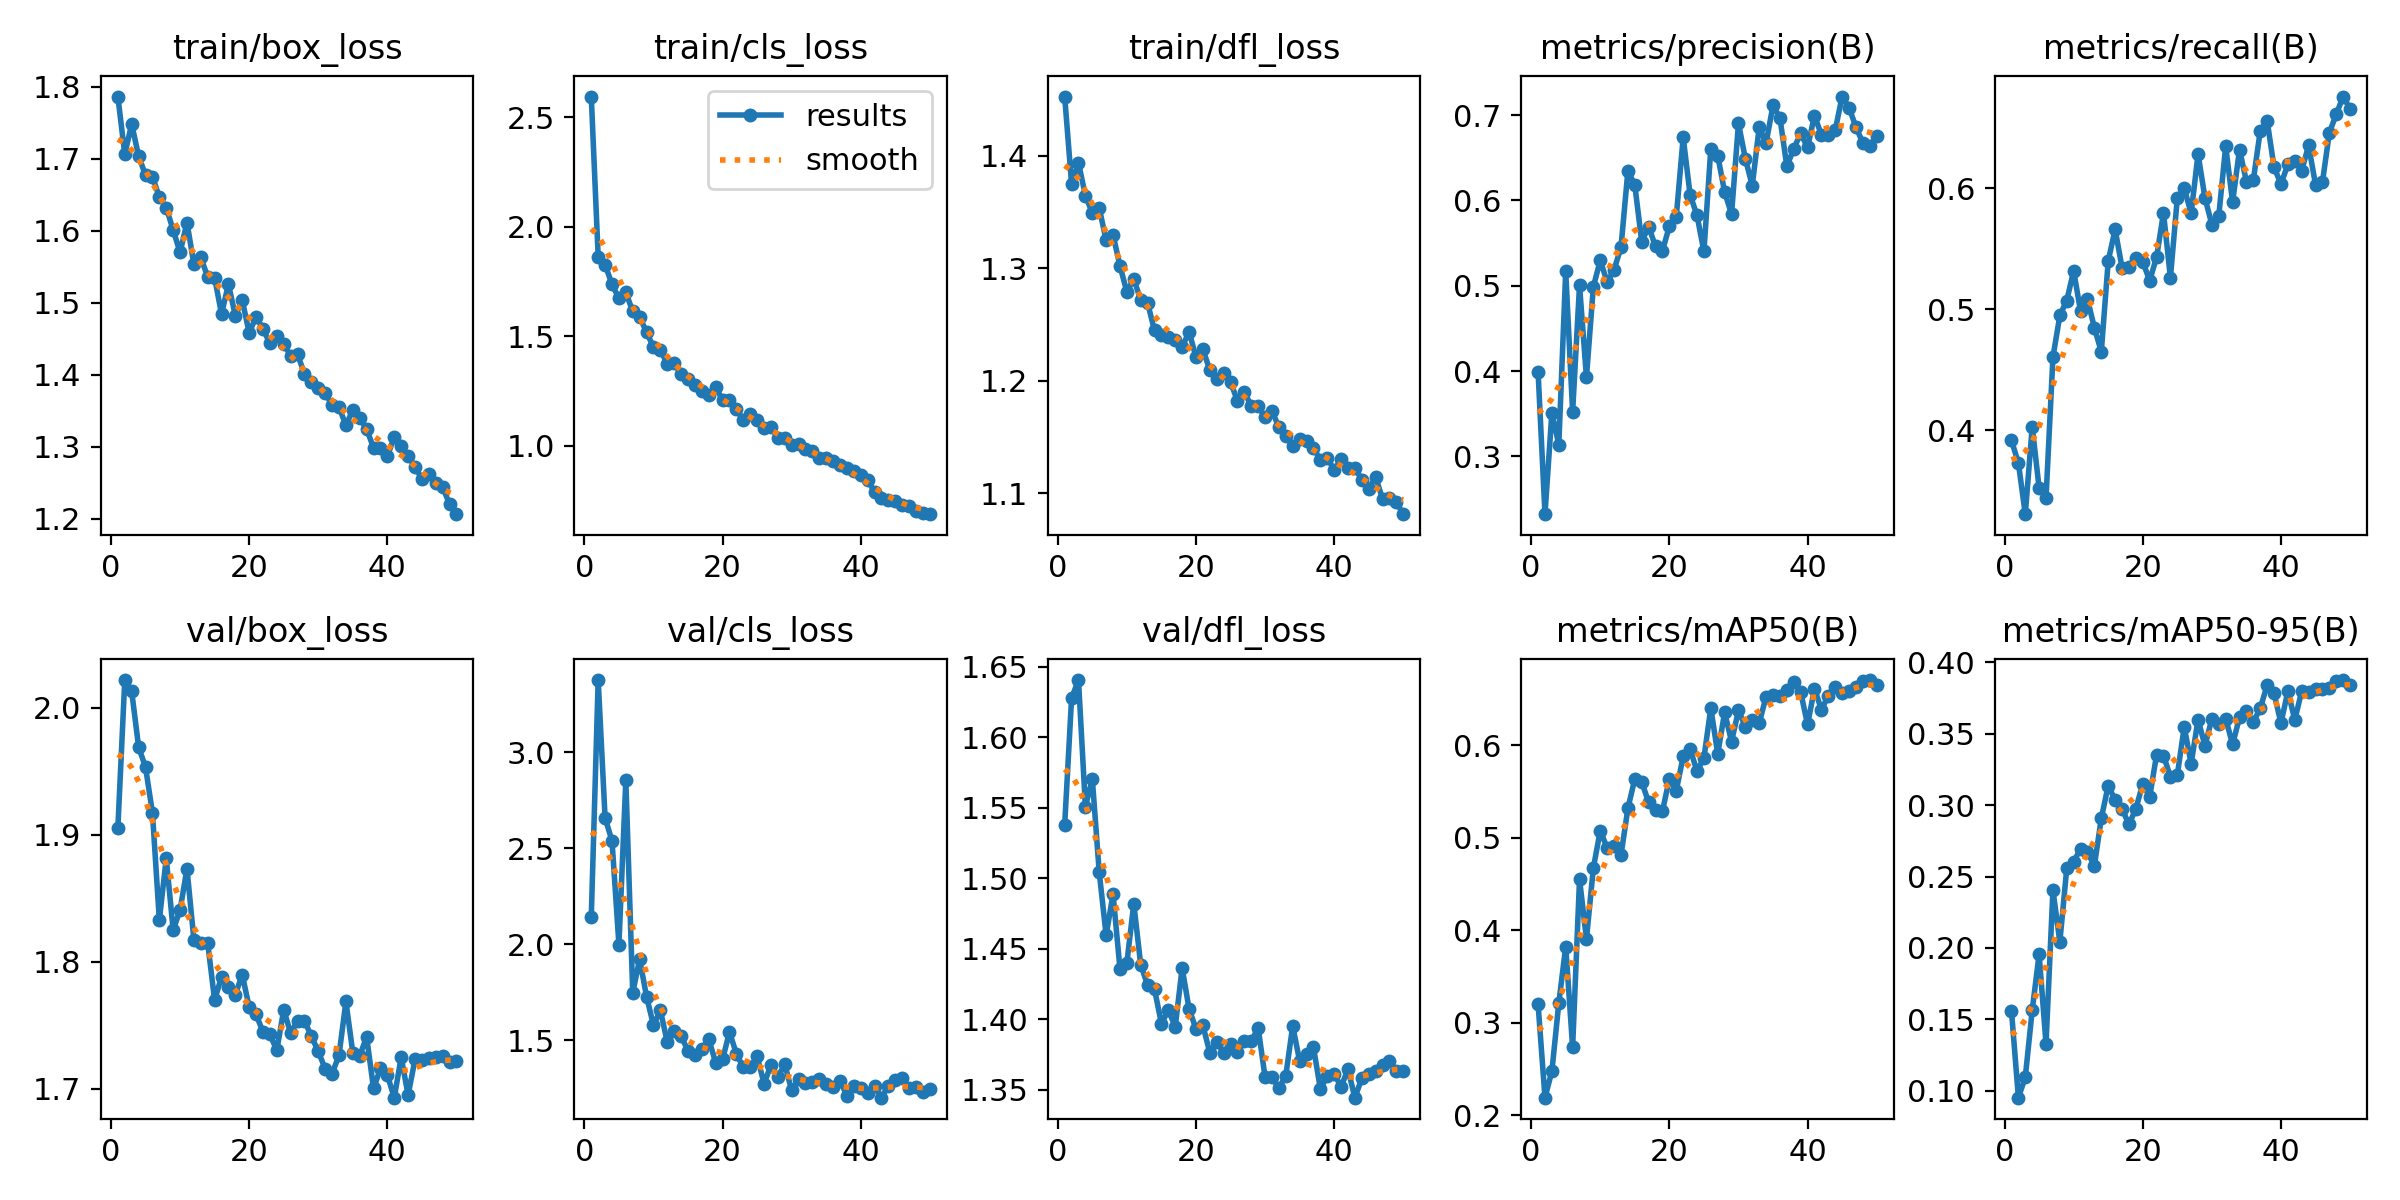 train/box_loss
1.8
1.7
1.6
1.5
1.4
1.3
1.2
0 20 40
train/cls_loss
results
smooth
2.5
2.0
1.5
1.0
0 20 40
train/dfl_loss
1.4
1.3
1.2
1.1
0 20 40
metrics/precision(B)
0.7
0.6
0.5
0.4
0.3
0 20 40
metrics/recall(B)
0.6
0.5
0.4
0 20 40
val/box_loss
2.0
1.9
1.8
1.7
0 20 40
val/cls_loss
3.0
2.5
2.0
1.5
0 20 40
val/dfl_loss
1.65
1.60
1.55
1.50
1.45
1.40
1.35
0 20 40
metrics/mAP50(B)
0.6
0.5
0.4
0.3
0.2
0 20 40
metrics/mAP50-95(B)
0.40
0.35
0.30
0.25
0.20
0.15
0.10
0 20 40